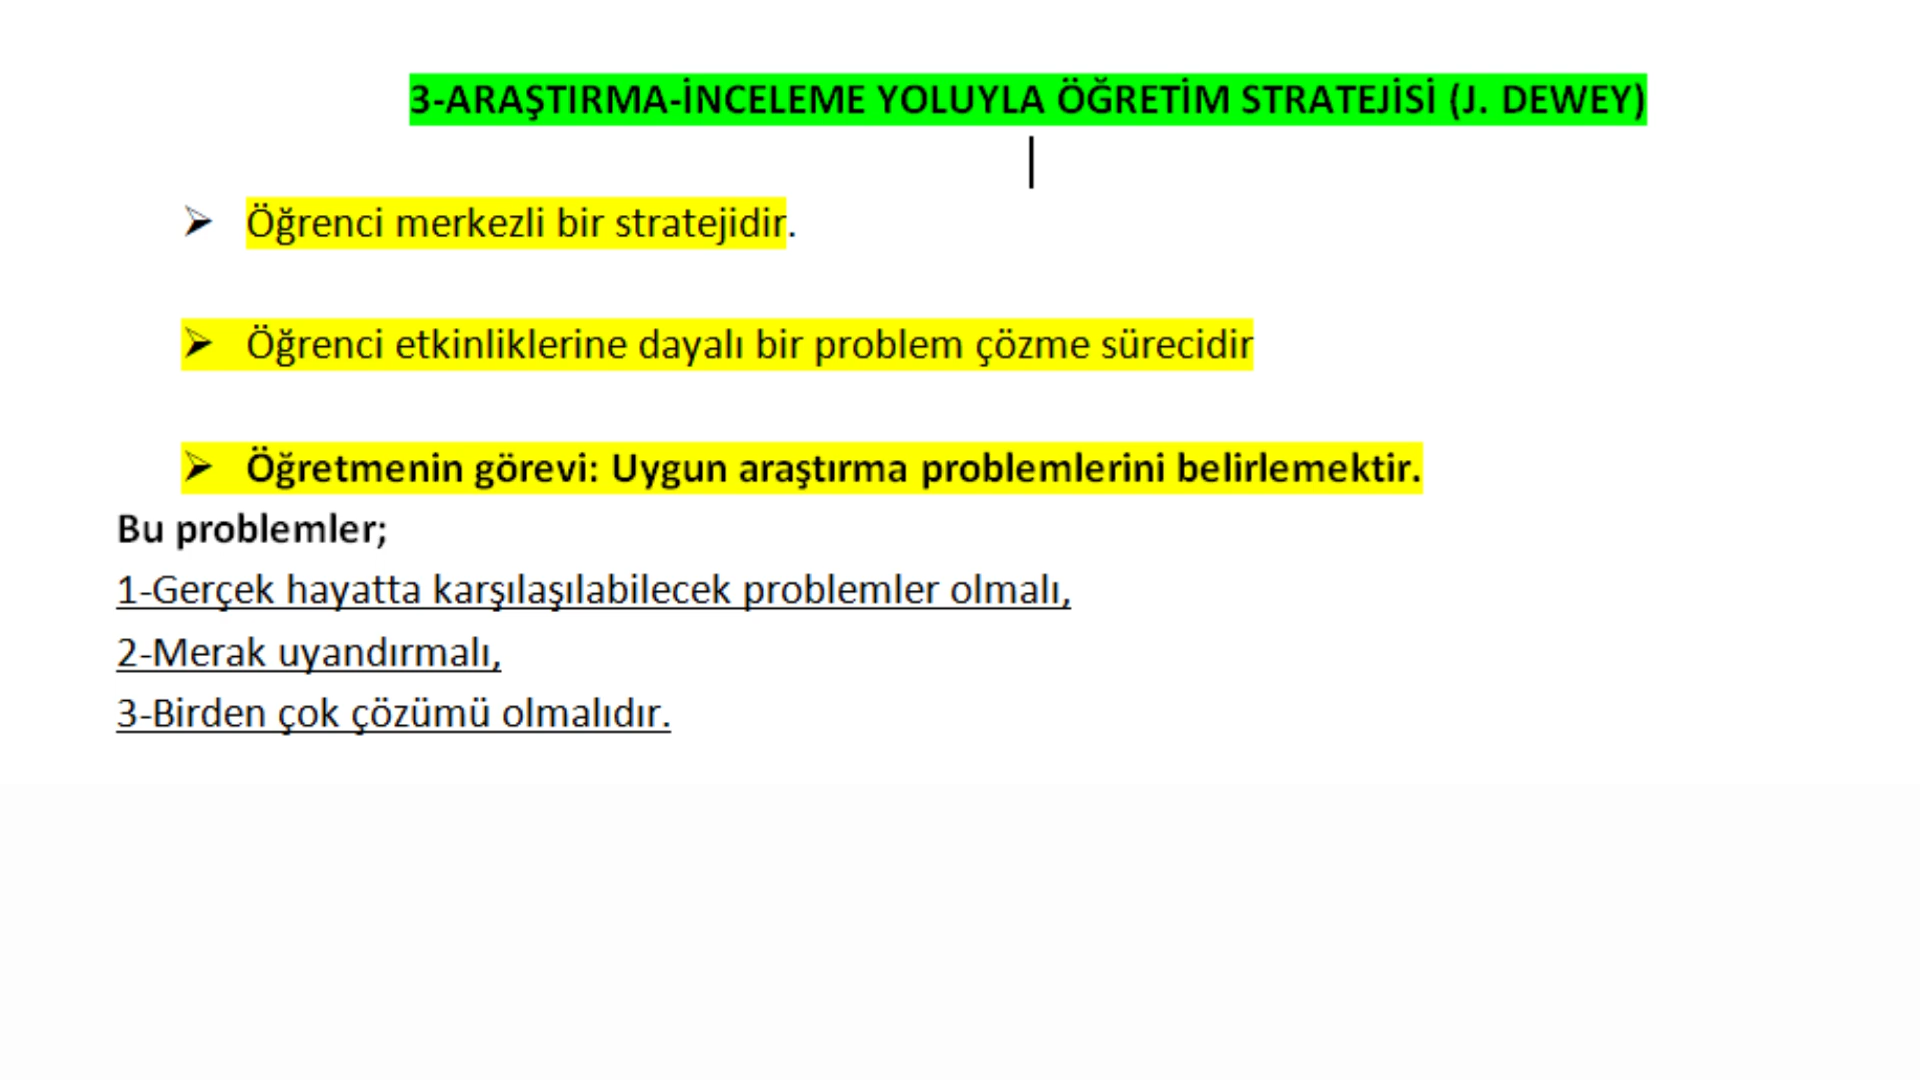 3-ARAŞTIRMA-İNCELEME YOLUYLA ÖĞRETİM STRATEJİSİ (J. DEWEY)
➢ Öğrenci merkezli bir stratejidir.
➢ Öğrenci etkinliklerine dayalı bir problem çözme sürecidir
➢ Öğretmenin görevi: Uygun araştırma problemlerini belirlemektir.
Bu problemler;
1-Gerçek hayatta karşılaşılabilecek problemler olmalı,
2-Merak uyandırmalı,
3-Birden çok çözümü olmalıdır.